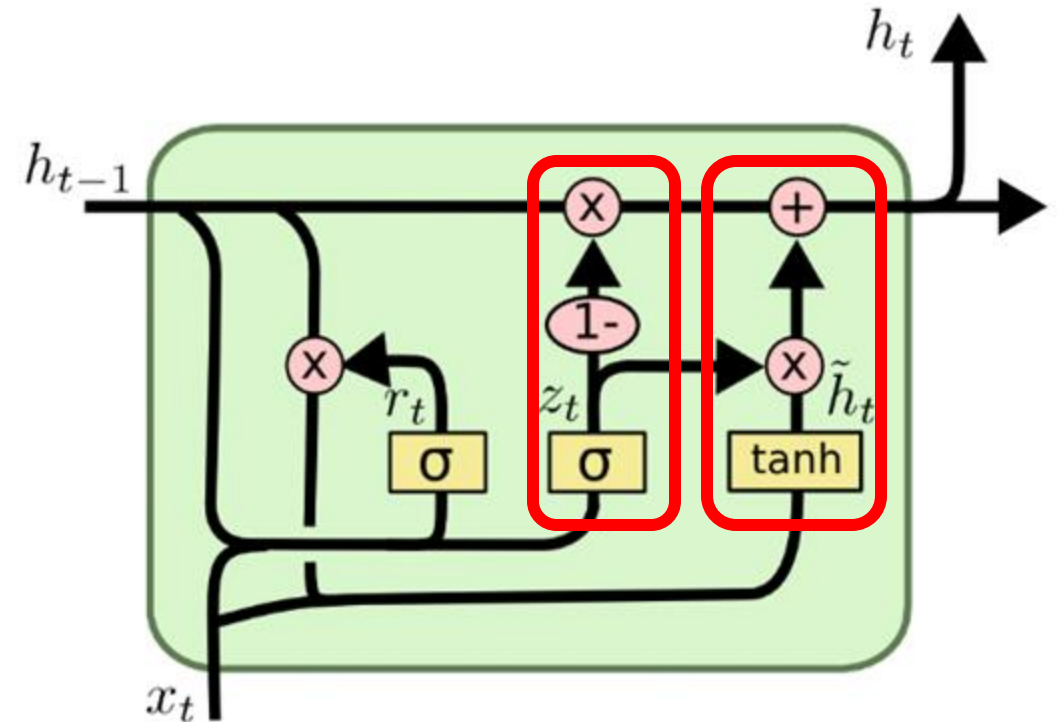 h_t
h_{t-1}
x +
1-
x x
r_t z_t h̃_t
σ σ tanh
x_t